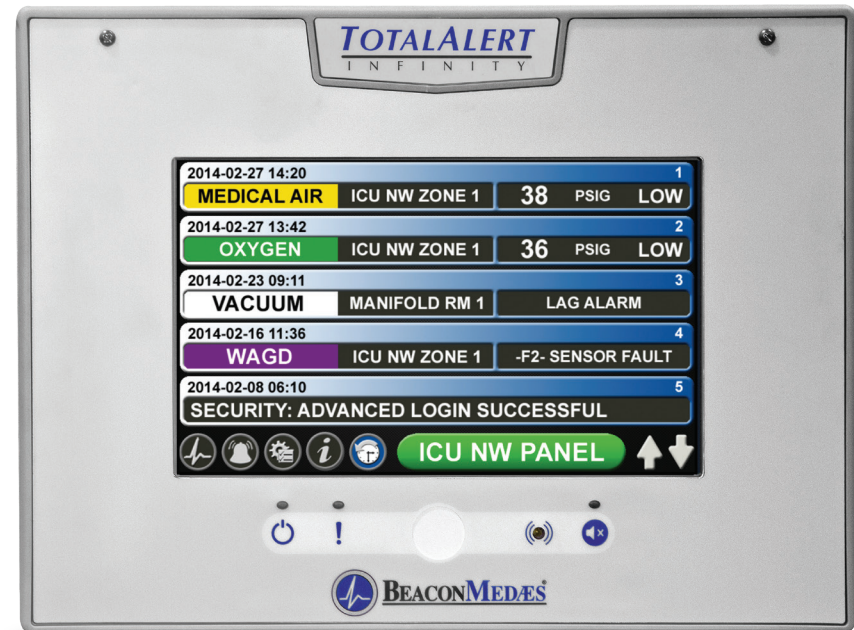 TOTALALERT
INFINITY
2014-02-27 14:20 1
MEDICAL AIR ICU NW ZONE 1 38 PSIG LOW
2014-02-27 13:42 2
OXYGEN ICU NW ZONE 1 36 PSIG LOW
2014-02-23 09:11 3
VACUUM MANIFOLD RM 1 LAG ALARM
2014-02-16 11:36 4
WAGD ICU NW ZONE 1 -F2- SENSOR FAULT
2014-02-08 06:10 5
SECURITY: ADVANCED LOGIN SUCCESSFUL
i ICU NW PANEL
!
BEACONMEDÆS